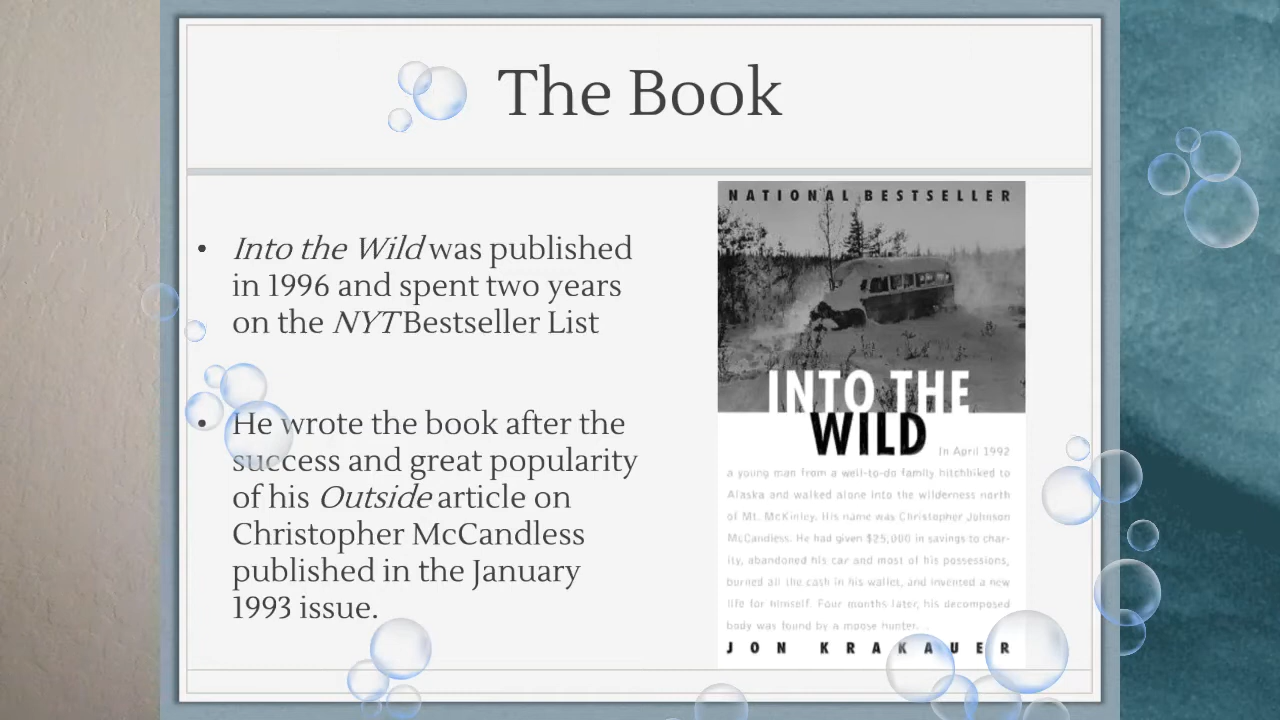 The Book
• Into the Wild was published
in 1996 and spent two years
on the NYT Bestseller List
• He wrote the book after the
success and great popularity
of his Outside article on
Christopher McCandless
published in the January
1993 issue.
NATIONAL BESTSELLER
INTO THE
WILD
In April 1992
a young man from a well-to-do family hitchhiked to
Alaska and walked alone into the wilderness north
of Mt. McKinley. His name was Christopher Johnson
McCandless. He had given $25,000 in savings to char-
ity, abandoned his car and most of his possessions,
burned all the cash in his wallet, and invented a new
life for himself. Four months later, his decomposed
body was found by a moose hunter. . .
JON KRAKAUER